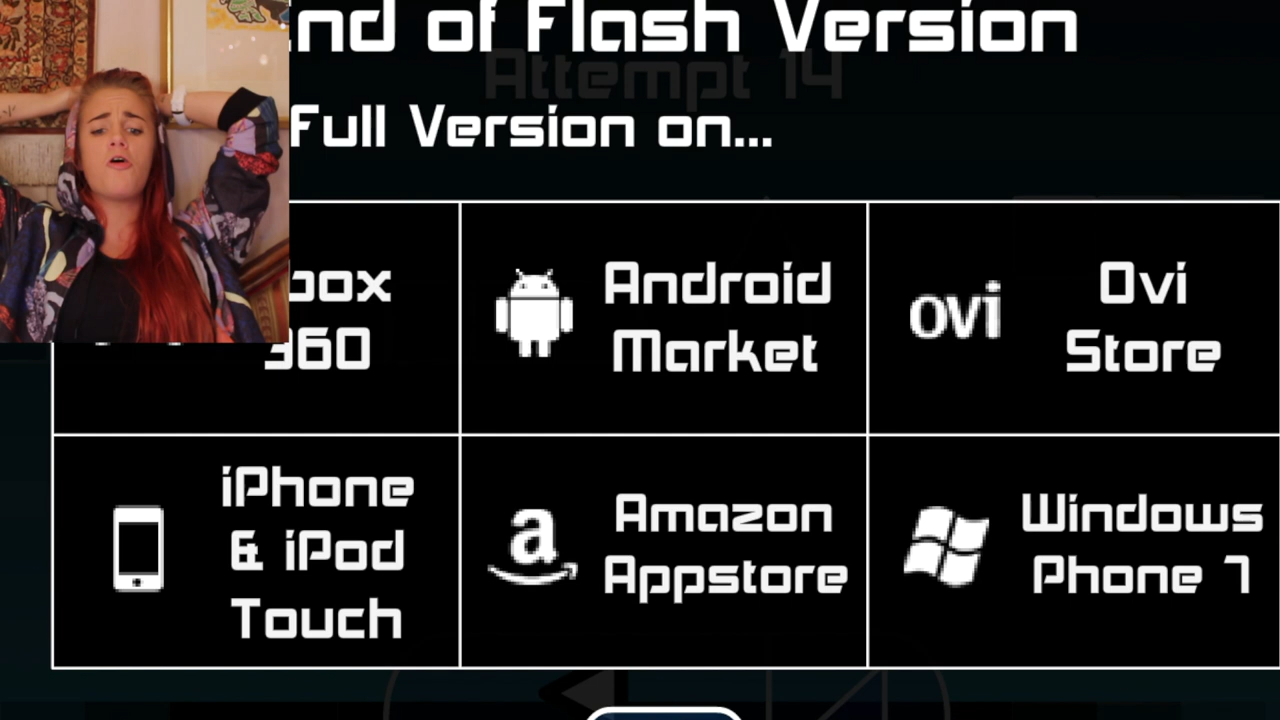 nd of Flash Version
Attempt 14
Full Version on...
box
360
Android
Market
ovi
Ovi
Store
iPhone
& iPod
Touch
a
Amazon
Appstore
Windows
Phone 7